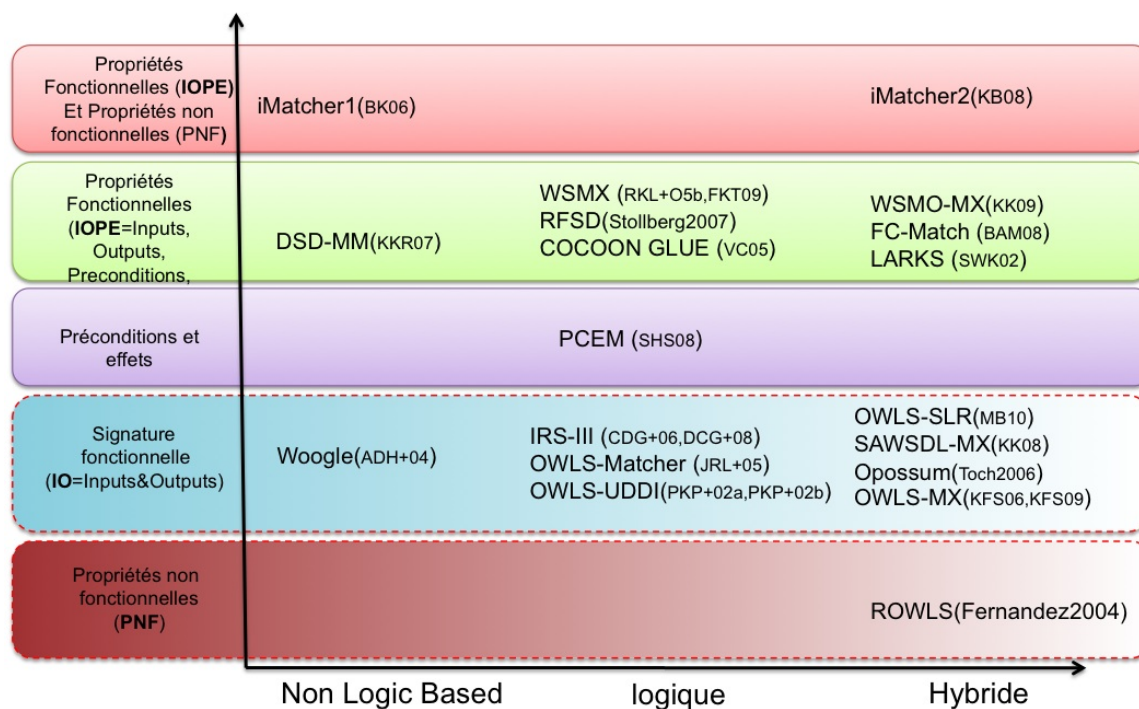 Propriétés
Fonctionnelles (IOPE)
Et Propriétés non
fonctionnelles (PNF)
iMatcher1(BK06)
iMatcher2(KB08)
Propriétés
Fonctionnelles
(IOPE=Inputs,
Outputs,
Preconditions,
DSD-MM(KKR07)
WSMX (RKL+O5b,FKT09)
RFSD(Stollberg2007)
COCOON GLUE (VC05)
WSMO-MX(KK09)
FC-Match (BAM08)
LARKS (SWK02)
Préconditions et
effets
PCEM (SHS08)
Signature
fonctionnelle
(IO=Inputs&Outputs)
Woogle(ADH+04)
IRS-III (CDG+06,DCG+08)
OWLS-Matcher (JRL+05)
OWLS-UDDI(PKP+02a,PKP+02b)
OWLS-SLR(MB10)
SAWSDL-MX(KK08)
Opossum(Toch2006)
OWLS-MX(KFS06,KFS09)
Propriétés non
fonctionnelles
(PNF)
ROWLS(Fernandez2004)
Non Logic Based
logique
Hybride